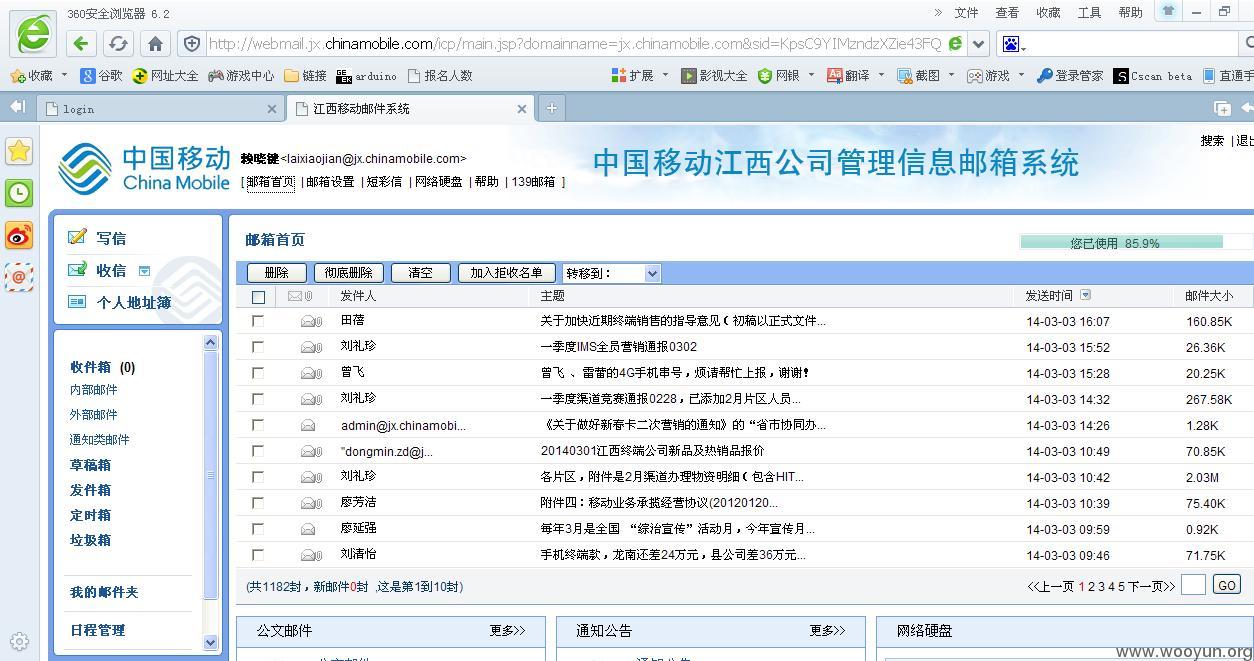 360安全浏览器 6.2
» 文件 查看 收藏 工具 帮助
http://webmail.jx.chinamobile.com/icp/main.jsp?domainname=jx.chinamobile.com&sid=KpsC9YIMzndzXZie43FQ
收藏 谷歌 网址大全 游戏中心 链接 arduino 报名人数 扩展 影视大全 网银 翻译 截图 游戏 登录管家 Cscan beta 直通手
login
江西移动邮件系统
中国移动
China Mobile
赖晓键<laixiaojian@jx.chinamobile.com>
[邮箱首页 | 邮箱设置 | 短彩信 | 网络硬盘 | 帮助 | 139邮箱 ]
中国移动江西公司管理信息邮箱系统
搜索 | 退出
写信
收信
个人地址簿
收件箱 (0)
内部邮件
外部邮件
通知类邮件
草稿箱
发件箱
定时箱
垃圾箱
我的邮件夹
日程管理
邮箱首页
您已使用 85.9%
删除 彻底删除 清空 加入拒收名单 转移到：
发件人 主题 发送时间 邮件大小
田蓓 关于加快近期终端销售的指导意见（初稿以正式文件... 14-03-03 16:07 160.85K
刘礼珍 一季度IMS全员营销通报0302 14-03-03 15:52 26.36K
曾飞 曾飞 、雷蕾的4G手机串号，烦请帮忙上报，谢谢！ 14-03-03 15:28 20.25K
刘礼珍 一季度渠道竞赛通报0228，已添加2月片区人员... 14-03-03 14:32 267.58K
admin@jx.chinamobi... 《关于做好新春卡二次营销的通知》的“省市协同办... 14-03-03 14:26 1.28K
"dongmin.zd@j... 20140301江西终端公司新品及热销品报价 14-03-03 10:49 70.85K
刘礼珍 各片区，附件是2月渠道办理物资明细（包含HIT... 14-03-03 10:42 2.03M
廖芳洁 附件四：移动业务承揽经营协议(20120120... 14-03-03 10:39 75.40K
廖延强 每年3月是全国 “综治宣传”活动月，今年宣传月... 14-03-03 09:59 0.92K
刘清怡 手机终端款，龙南还差24万元，县公司差36万元... 14-03-03 09:46 71.75K
(共1182封，新邮件0封 ,这是第1到10封)
<<上一页 1 2 3 4 5 下一页>> GO
公文邮件 更多>>
通知公告 更多>>
网络硬盘
www.wooyun.org